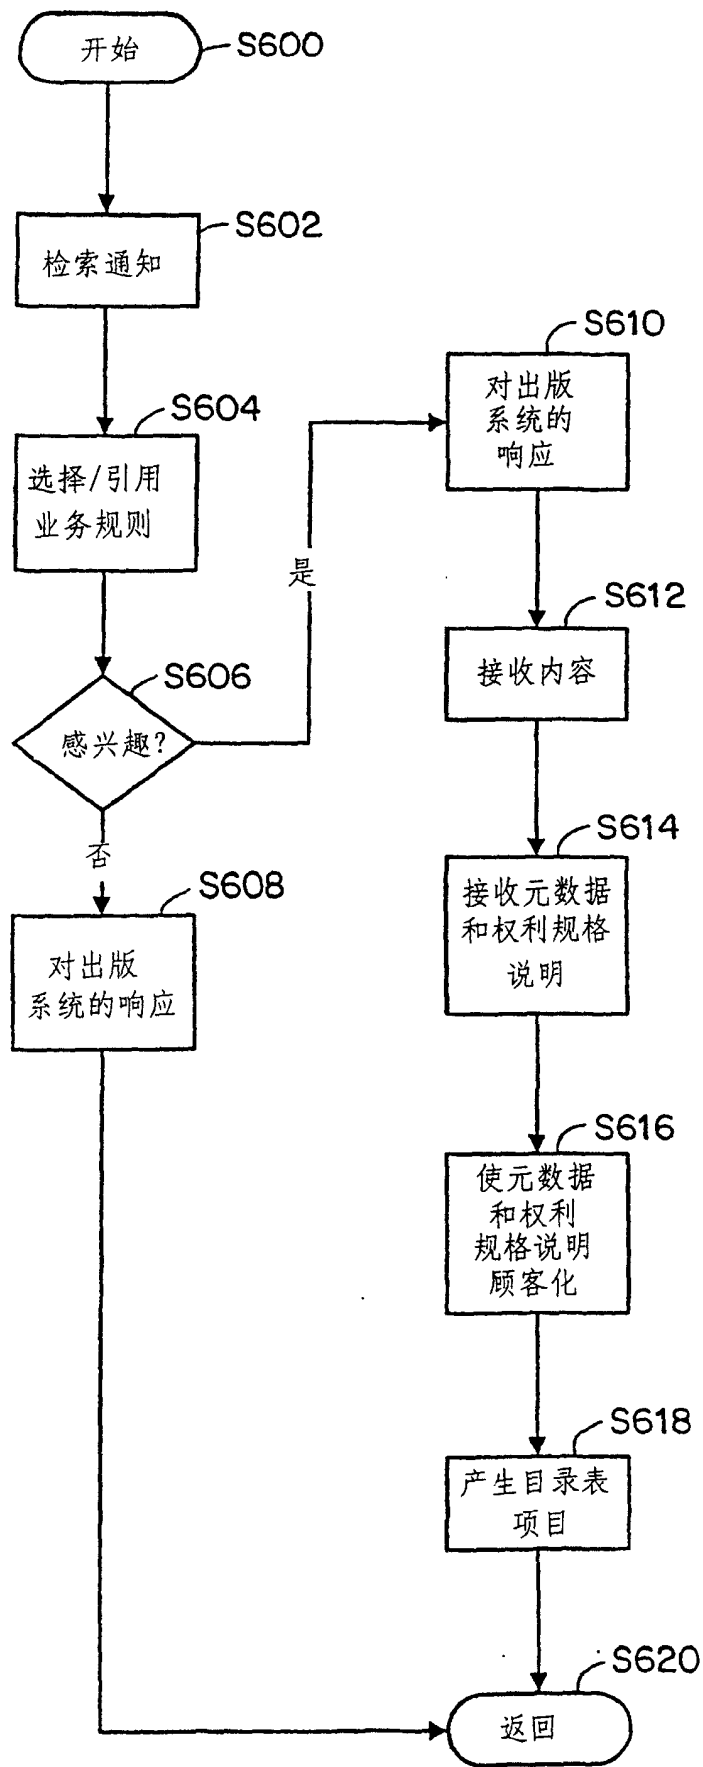 开始
S600
S602
检索通知
S604
选择/引用
业务规则
S606
感兴趣?
是
否
S608
对出版
系统的响应
S610
对出版
系统的
响应
S612
接收内容
S614
接收元数据
和权利规格
说明
S616
使元数据
和权利
规格说明
顾客化
S618
产生目录表
项目
S620
返回